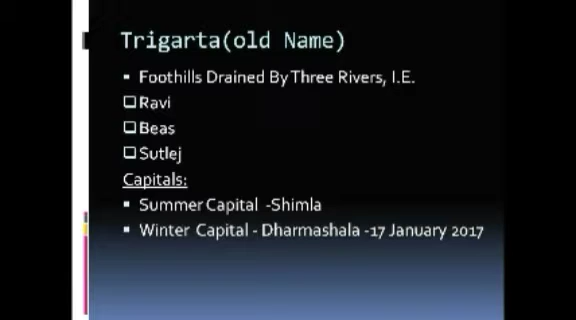 Trigarta(old Name)
Foothills Drained By Three Rivers, I.E.
Ravi
Beas
Sutlej
Capitals:
Summer Capital -Shimla
Winter Capital - Dharmashala -17 January 2017